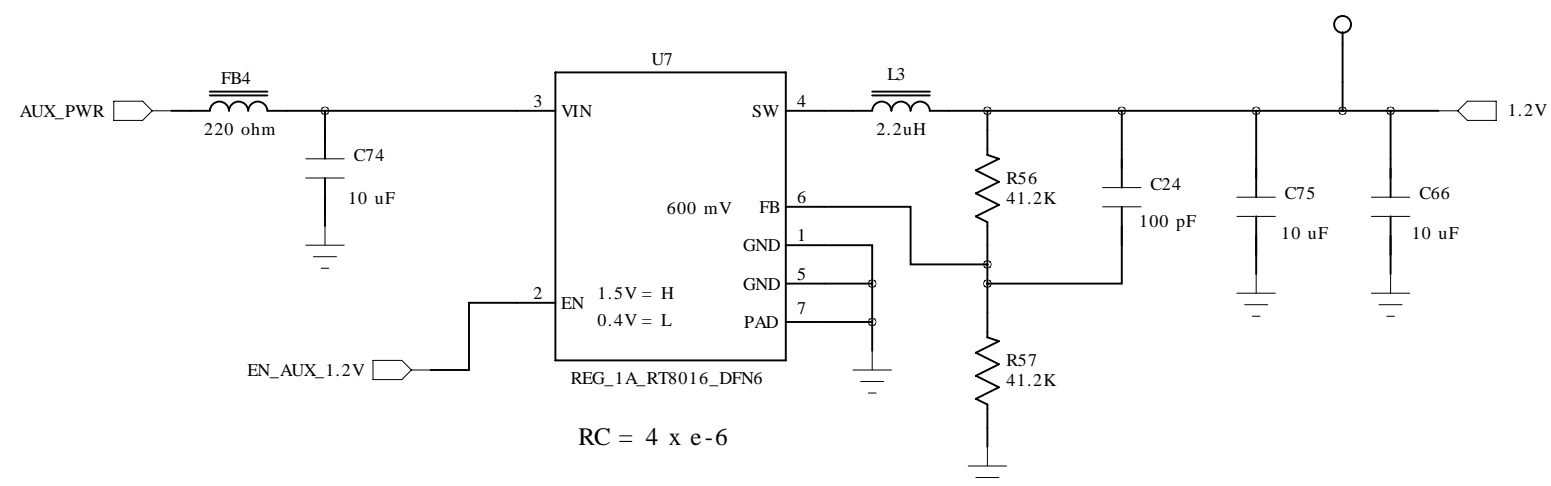 U7
FB4
L3
AUX_PWR
3
VIN
SW
4
1.2V
220 ohm
2.2uH
C74
10 uF
R56
41.2K
C24
100 pF
C75
10 uF
C66
10 uF
600 mV
FB
6
GND
1
GND
5
PAD
7
2
EN
1.5V = H
0.4V = L
EN_AUX_1.2V
R57
41.2K
REG_1A_RT8016_DFN6
RC = 4 x e-6